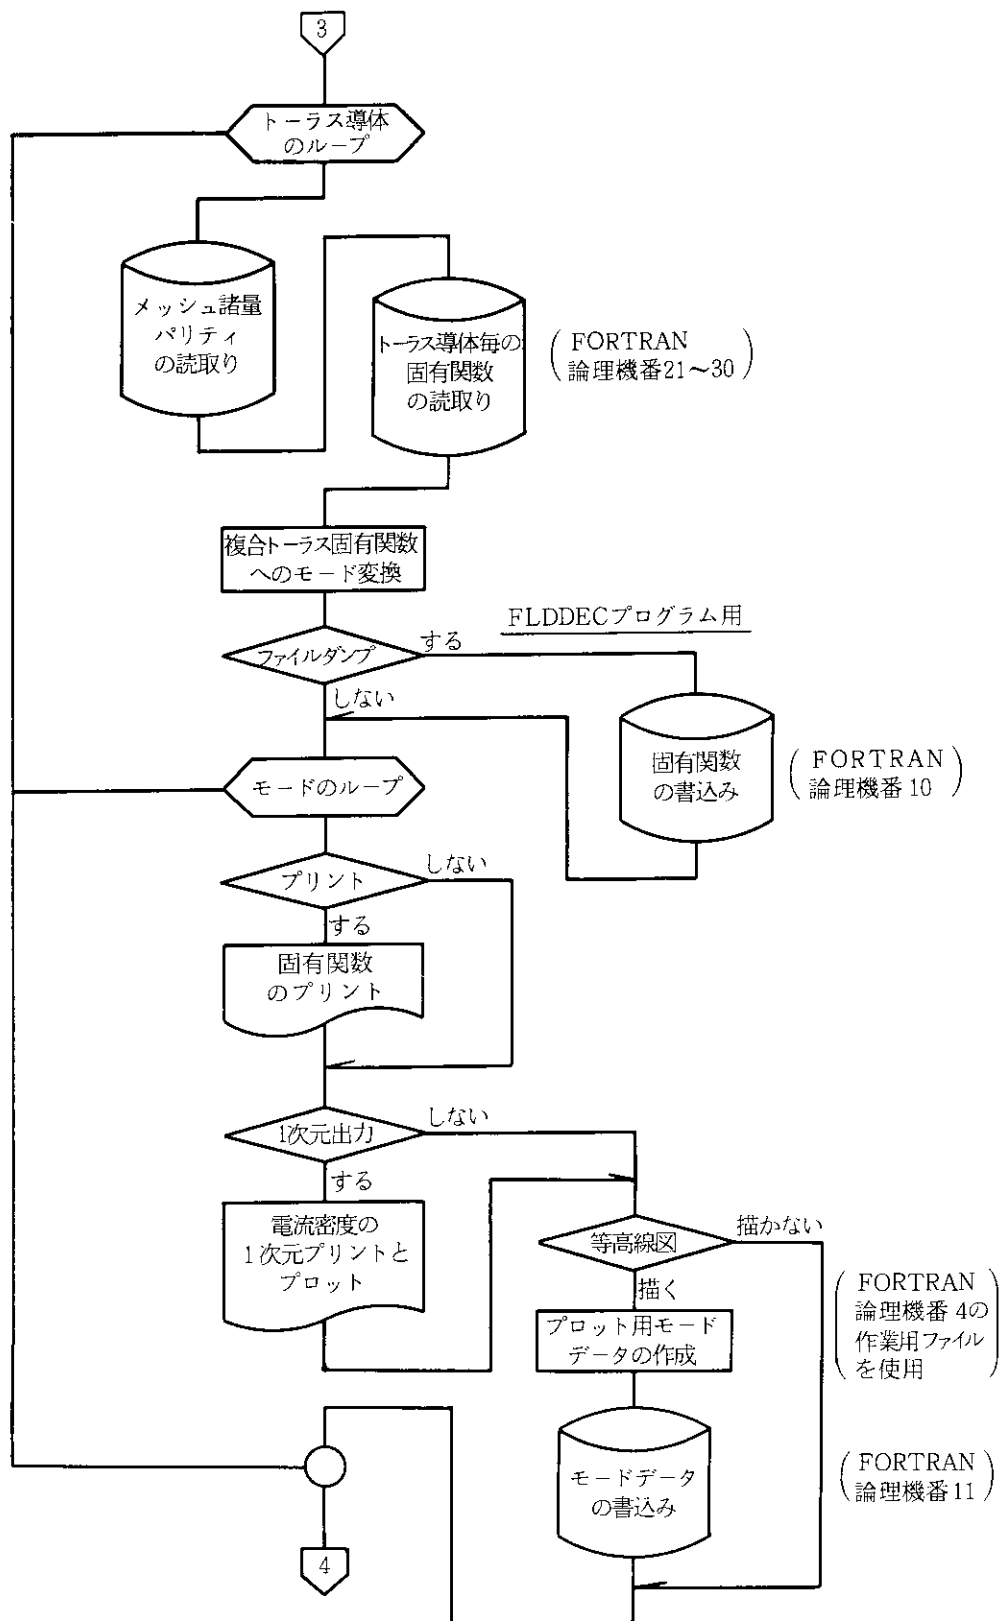 3
トーラス導体
のループ
メッシュ諸量
パリティ
の読取り
トーラス導体毎の
固有関数
の読取り
(FORTRAN
論理機番21〜30)
複合トーラス固有関数
へのモード変換
FLDDECプログラム用
ファイルダンプ
する
しない
固有関数
の書込み
(FORTRAN
論理機番10)
モードのループ
プリント
しない
する
固有関数
のプリント
1次元出力
しない
する
電流密度の
1次元プリントと
プロット
等高線図
描かない
描く
プロット用モード
データの作成
(FORTRAN
論理機番4の
作業用ファイル
を使用)
モードデータ
の書込み
(FORTRAN
論理機番11)
4